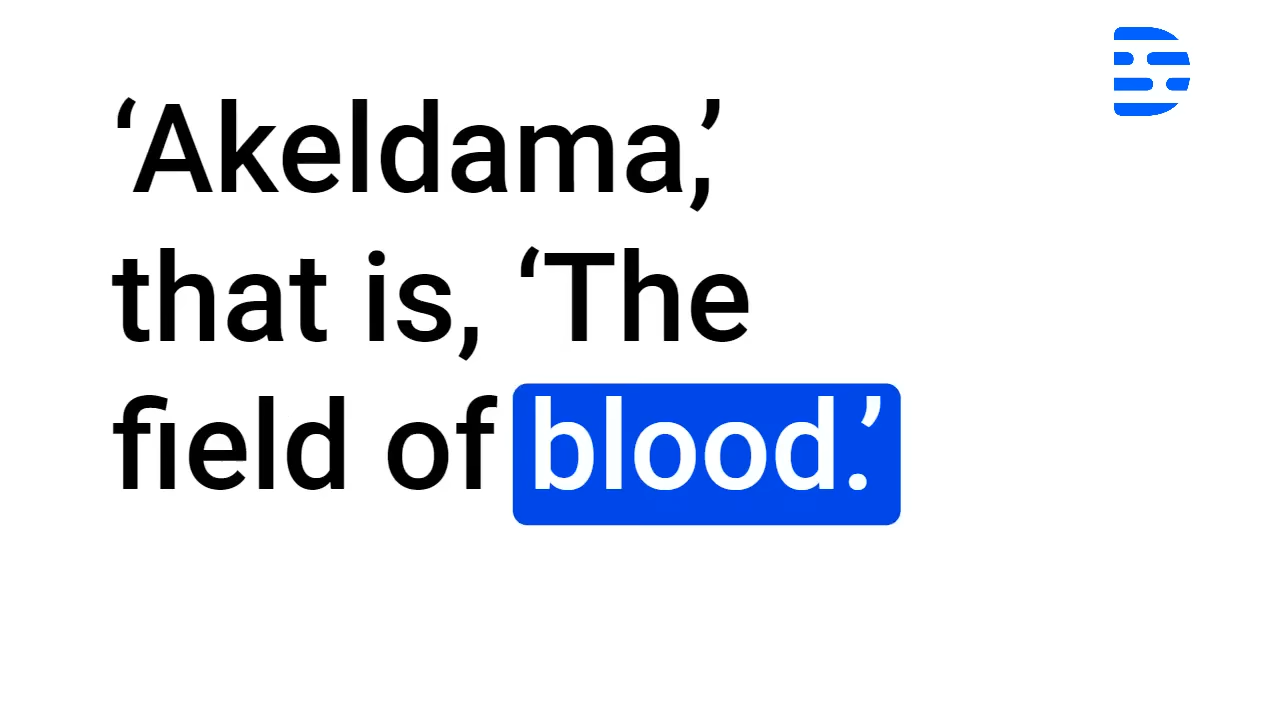 ‘Akeldama,’
that is, ‘The
field of blood.’